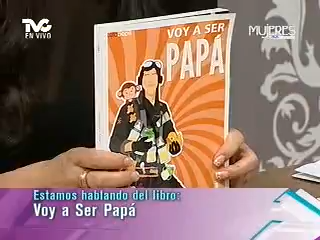 TVC
EN VIVO
MUJERES
VOY A SER
PAPÁ
Estamos hablando del libro:
Voy a Ser Papá